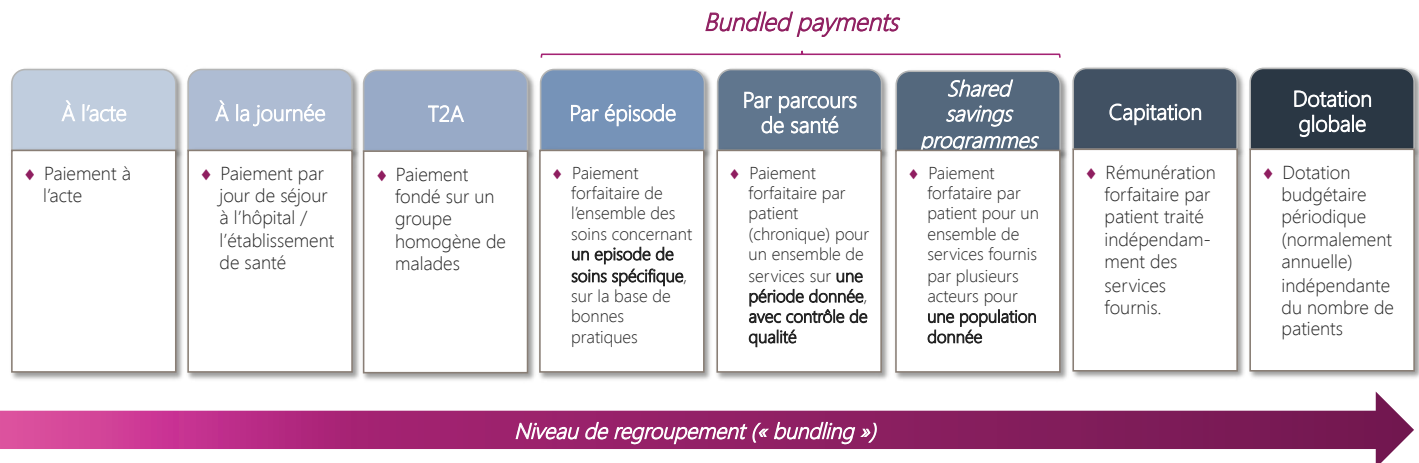 Bundled payments
À l'acte
♦ Paiement à
l'acte
À la journée
♦ Paiement par
jour de séjour
à l'hôpital /
l'établissement
de santé
T2A
♦ Paiement
fondé sur un
groupe
homogène de
malades
Par épisode
♦ Paiement
forfaitaire de
l'ensemble des
soins concernant
un episode de
soins spécifique,
sur la base de
bonnes
pratiques
Par parcours
de santé
♦ Paiement
forfaitaire par
patient
(chronique) pour
un ensemble de
services sur une
période donnée,
avec contrôle de
qualité
Shared
savings
programmes
♦ Paiement
forfataire par
patient pour un
ensemble de
services fournis
par plusieurs
acteurs pour
une population
donnée
Capitation
♦ Rémunération
forfaitaire par
patient traité
indépendam-
ment des
services
fournis.
Dotation
globale
♦ Dotation
budgétaire
périodique
(normalement
annuelle)
indépendante
du nombre de
patients
Niveau de regroupement (« bundling »)